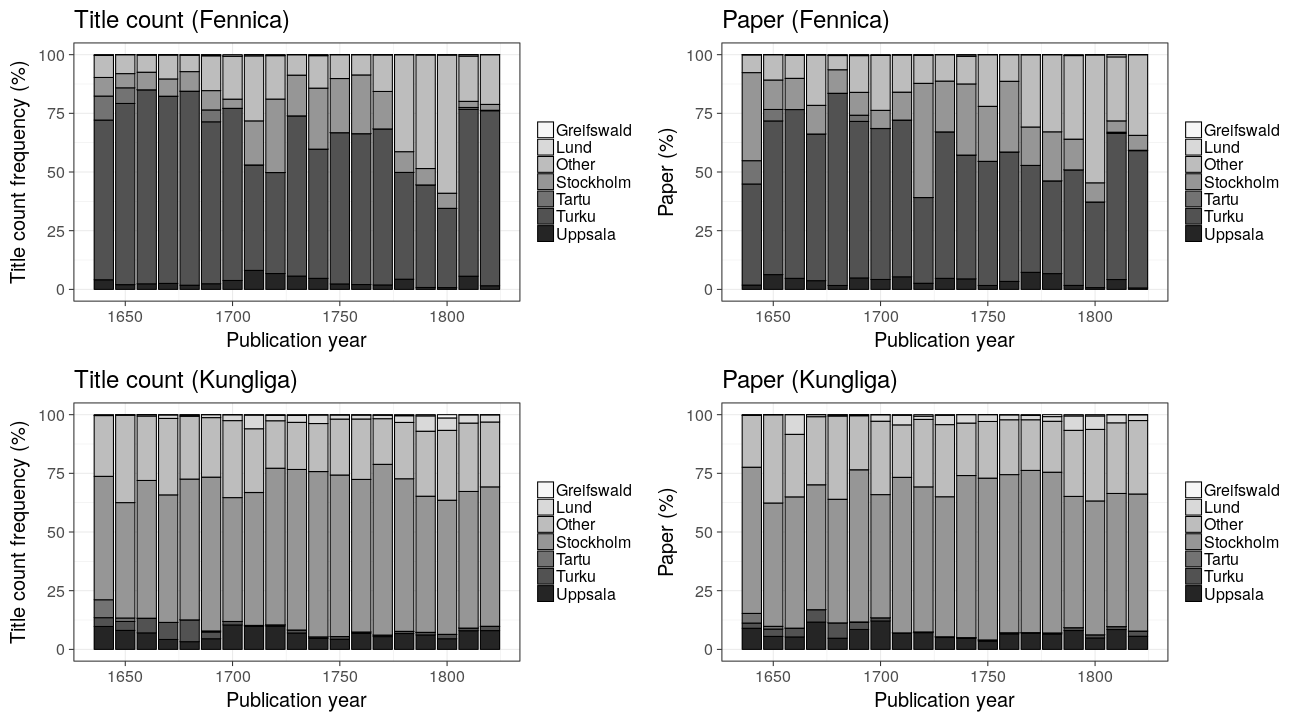 Title count (Fennica)
Title count frequency (%)
100
75
50
25
0
1650 1700 1750 1800
Publication year
Greifswald
Lund
Other
Stockholm
Tartu
Turku
Uppsala
Paper (Fennica)
Paper (%)
100
75
50
25
0
1650 1700 1750 1800
Publication year
Greifswald
Lund
Other
Stockholm
Tartu
Turku
Uppsala
Title count (Kungliga)
Title count frequency (%)
100
75
50
25
0
1650 1700 1750 1800
Publication year
Greifswald
Lund
Other
Stockholm
Tartu
Turku
Uppsala
Paper (Kungliga)
Paper (%)
100
75
50
25
0
1650 1700 1750 1800
Publication year
Greifswald
Lund
Other
Stockholm
Tartu
Turku
Uppsala